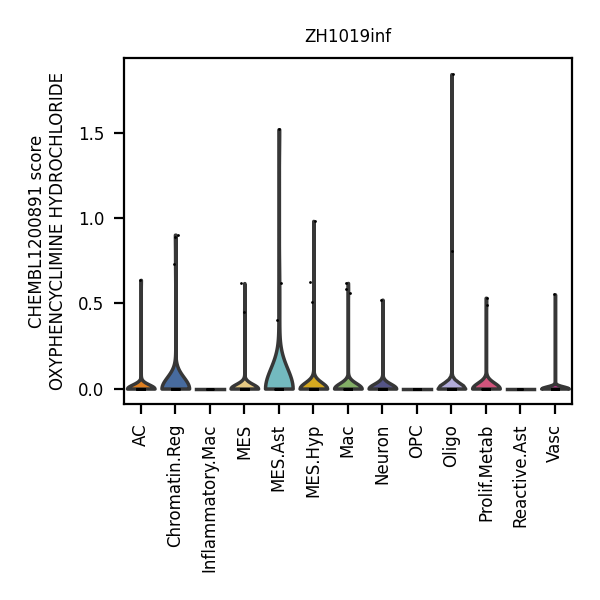 ZH1019inf
CHEMBL1200891 score
OXYPHENCYCLIMINE HYDROCHLORIDE
1.5
1.0
0.5
0.0
AC
Chromatin.Reg
Inflammatory.Mac
MES
MES.Ast
MES.Hyp
Mac
Neuron
OPC
Oligo
Prolif.Metab
Reactive.Ast
Vasc